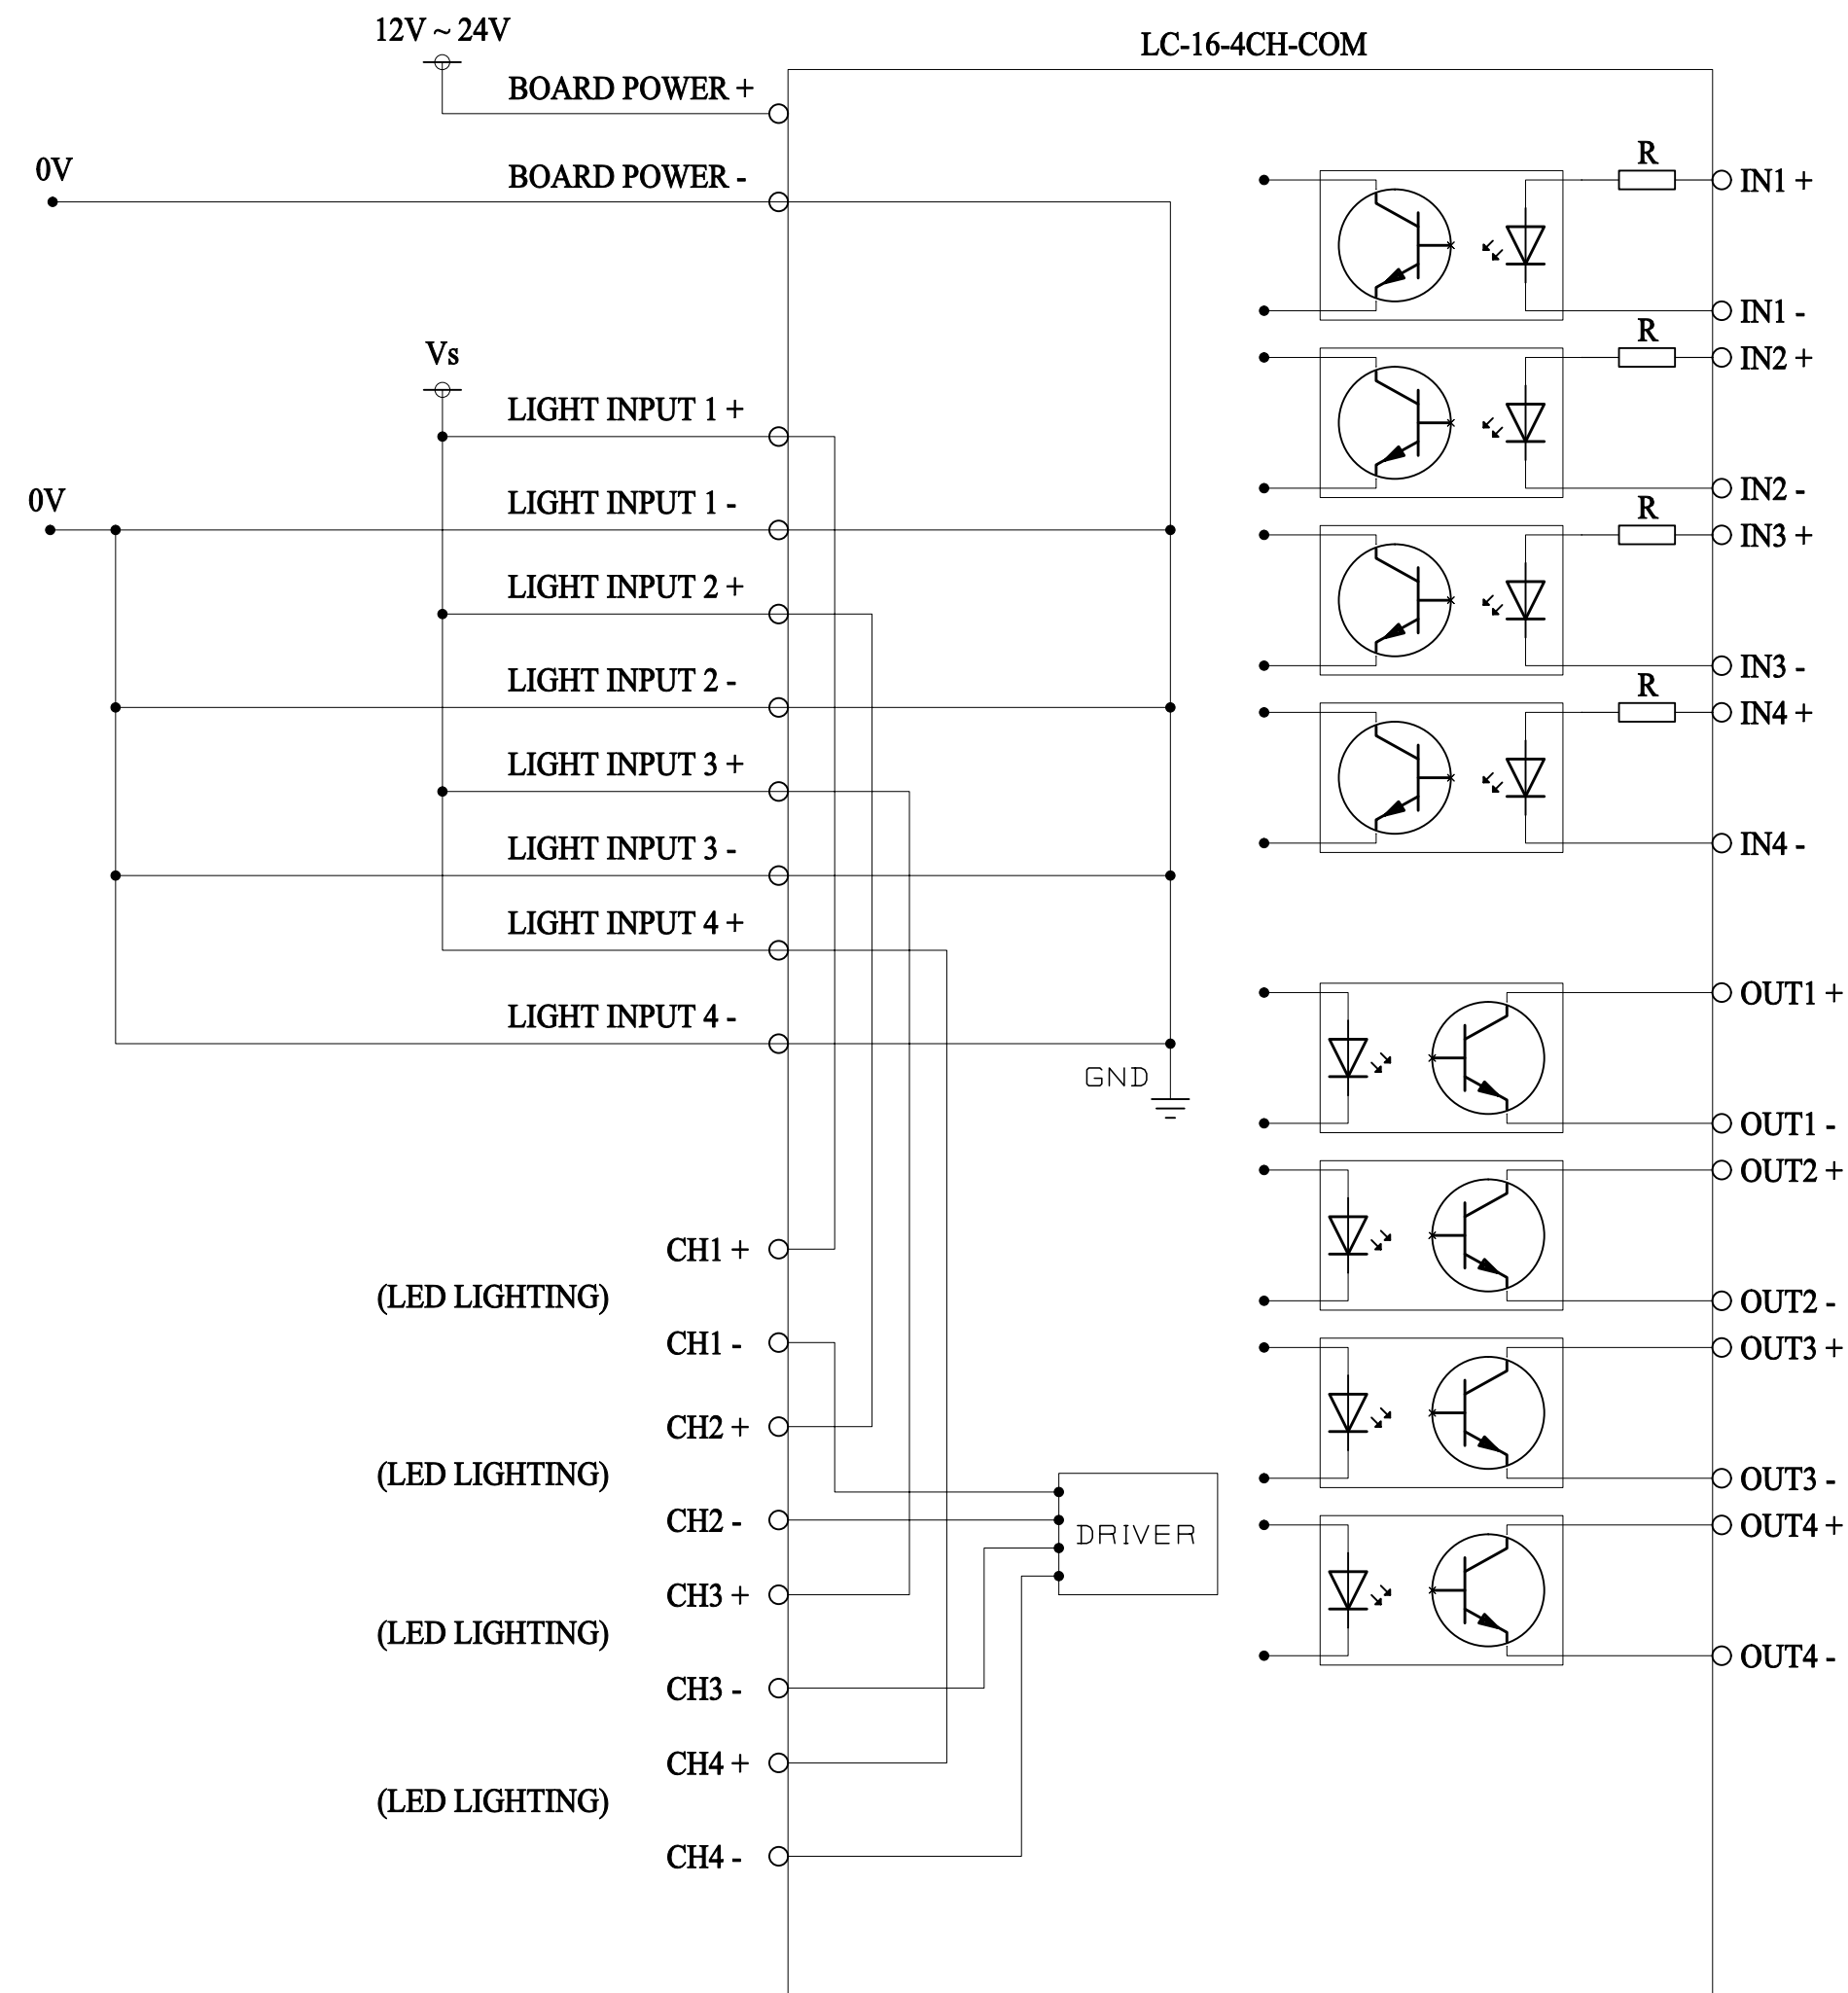 12V ~ 24V
LC-16-4CH-COM
BOARD POWER +
0V
BOARD POWER -
Vs
LIGHT INPUT 1 +
0V
LIGHT INPUT 1 -
LIGHT INPUT 2 +
LIGHT INPUT 2 -
LIGHT INPUT 3 +
LIGHT INPUT 3 -
LIGHT INPUT 4 +
LIGHT INPUT 4 -
GND
CH1 +
(LED LIGHTING)
CH1 -
CH2 +
(LED LIGHTING)
CH2 -
CH3 +
(LED LIGHTING)
CH3 -
CH4 +
(LED LIGHTING)
CH4 -
DRIVER
R
IN1 +
IN1 -
R
IN2 +
IN2 -
R
IN3 +
IN3 -
R
IN4 +
IN4 -
OUT1 +
OUT1 -
OUT2 +
OUT2 -
OUT3 +
OUT3 -
OUT4 +
OUT4 -